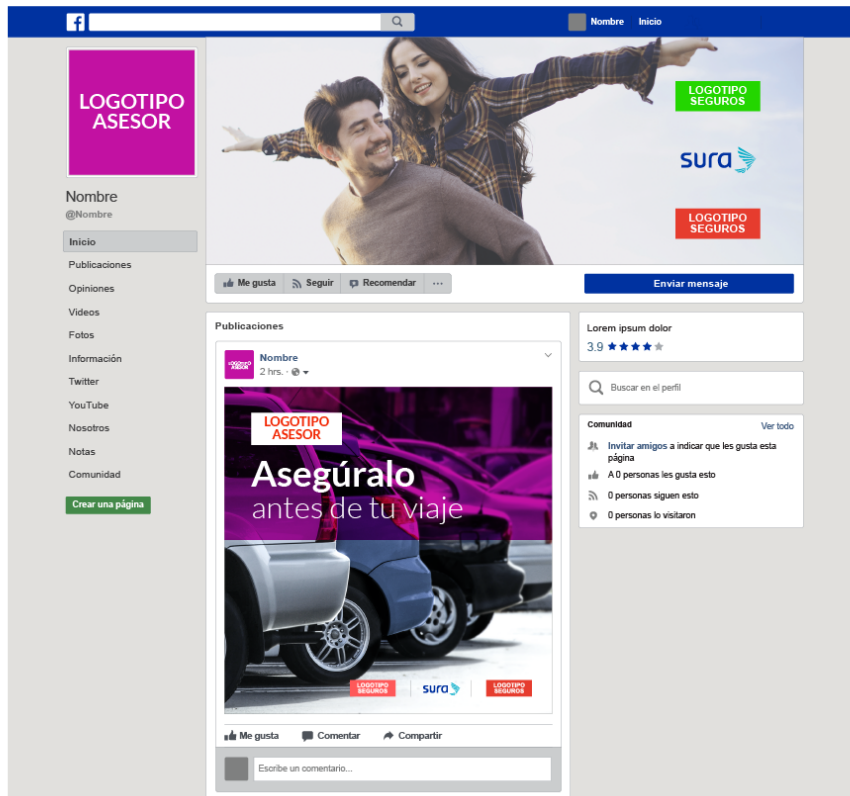 f
Nombre Inicio
LOGOTIPO
ASESOR
Nombre
@Nombre
Inicio
Publicaciones
Opiniones
Videos
Fotos
Información
Twitter
YouTube
Nosotros
Notas
Comunidad
Crear una página
LOGOTIPO
SEGUROS
sura
LOGOTIPO
SEGUROS
Me gusta Seguir Recomendar ...
Enviar mensaje
Publicaciones
LOGOTIPO
ASESOR
Nombre
2 hrs. ·
LOGOTIPO
ASESOR
Asegúralo
antes de tu viaje
LOGOTIPO
SEGUROS
sura
LOGOTIPO
SEGUROS
Me gusta Comentar Compartir
Escribe un comentario...
Lorem ipsum dolor
3.9
Buscar en el perfil
Comunidad Ver todo
Invitar amigos a indicar que les gusta esta
página
A 0 personas les gusta esto
0 personas siguen esto
0 personas lo visitaron